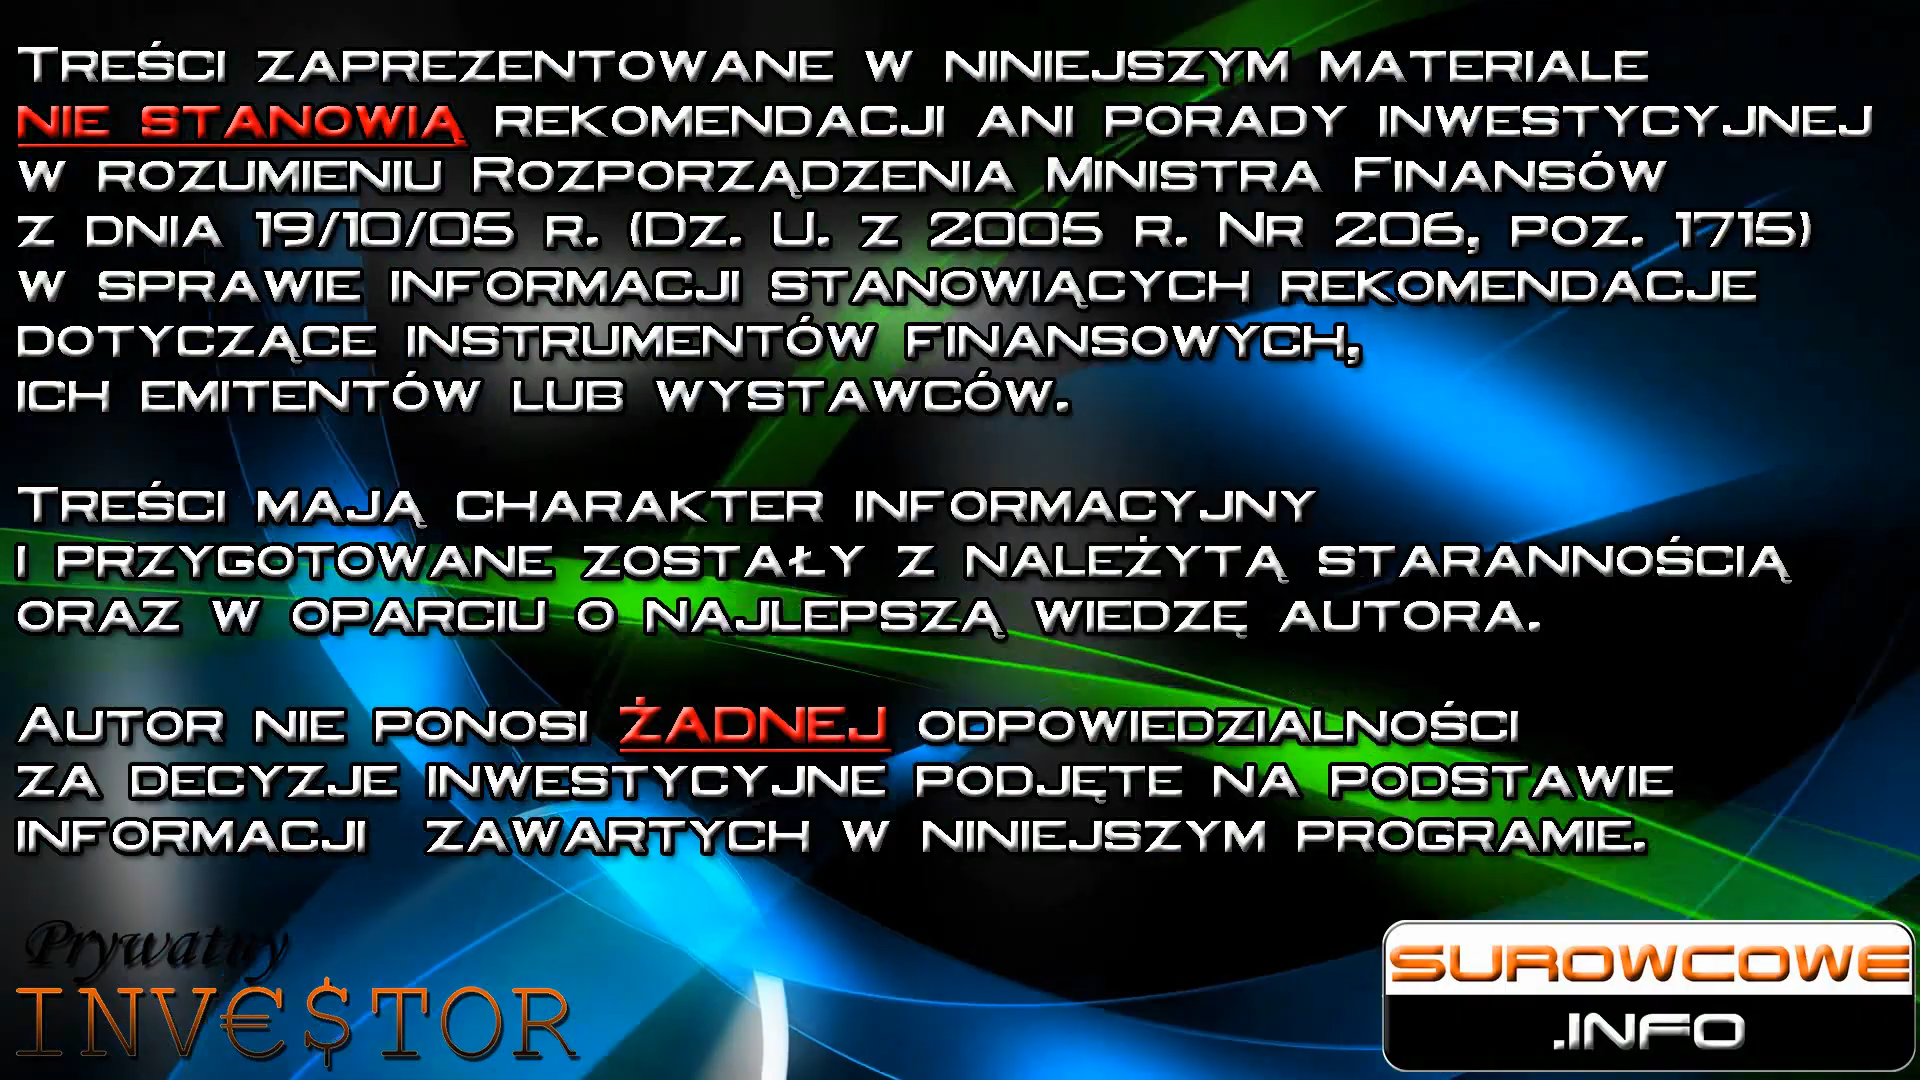 Treści zaprezentowane w niniejszym materiale
nie stanowią rekomendacji ani porady inwestycyjnej
w rozumieniu Rozporządzenia Ministra Finansów
z dnia 19/10/05 r. (Dz. U. z 2005 r. Nr 206, poz. 1715)
w sprawie informacji stanowiących rekomendacje
dotyczące instrumentów finansowych,
ich emitentów lub wystawców.
Treści mają charakter informacyjny
i przygotowane zostały z należytą starannością
oraz w oparciu o najlepszą wiedzę autora.
Autor nie ponosi żadnej odpowiedzialności
za decyzje inwestycyjne podjęte na podstawie
informacji zawartych w niniejszym programie.
Prywatny
INV€$TOR
SUROWCOWE
.INFO